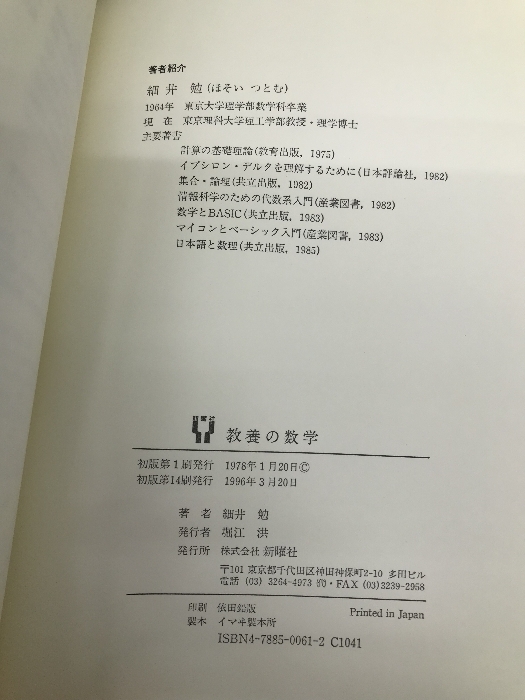 著者紹介
細井 勉(ほそい つとむ)
1964年 東京大学理学部数学科卒業
現 在 東京理科大学理工学部教授・理学博士
主要著書
計算の基礎理論(教育出版, 1975)
イプシロン・デルタを理解するために(日本評論社, 1982)
集合・論理(共立出版, 1982)
情報科学のための代数系入門(産業図書, 1982)
数学とBASIC(共立出版, 1983)
マイコンとベーシック入門(産業図書, 1983)
日本語と数理(共立出版, 1985)
教養の数学
初版第1刷発行 1978年1月20日©
初版第14刷発行 1996年3月20日
著 者 細井 勉
発行者 堀江 洪
発行所 株式会社 新曜社
〒101 東京都千代田区神田神保町2-10 多田ビル
電話 (03) 3264-4973 ・FAX (03)3239-2958
印刷 依田鉛版
製本 イマヰ製本所
Printed in Japan
ISBN4-7885-0061-2 C1041